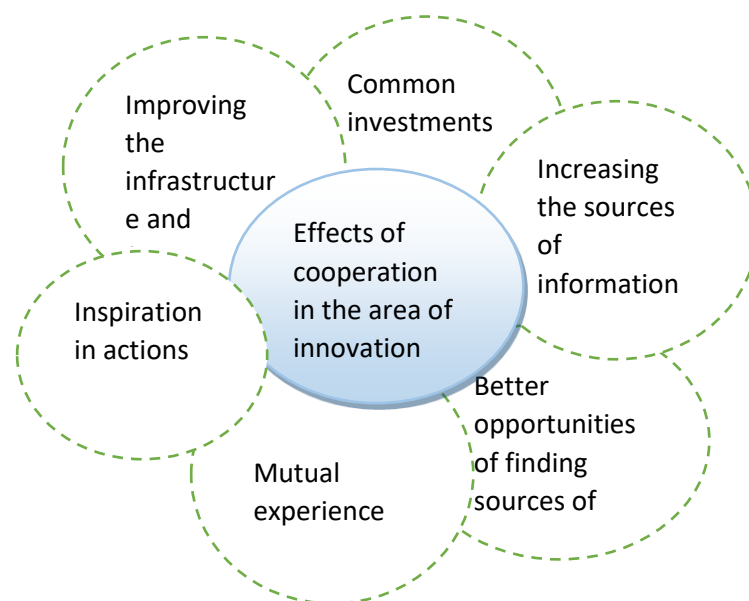 Common
investments
Improving
the
infrastructur
e and
Increasing
the sources
of
information
Effects of
cooperation
in the area of
innovation
Inspiration
in actions
Better
opportunities
of finding
sources of
Mutual
experience